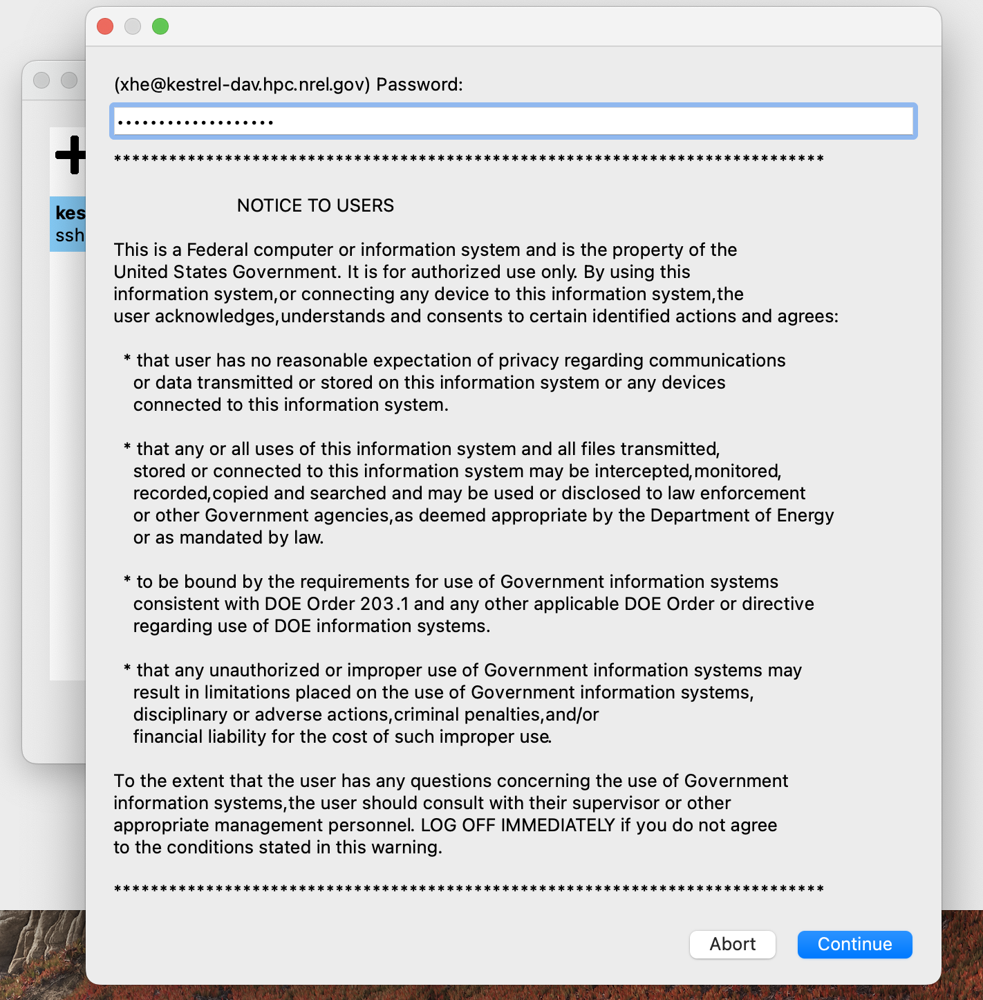 (xhe@kestrel-dav.hpc.nrel.gov) Password:
•••••••••••••••••••
*****************************************************************************
NOTICE TO USERS
This is a Federal computer or information system and is the property of the
United States Government. It is for authorized use only. By using this
information system,or connecting any device to this information system,the
user acknowledges,understands and consents to certain identified actions and agrees:
* that user has no reasonable expectation of privacy regarding communications
or data transmitted or stored on this information system or any devices
connected to this information system.
* that any or all uses of this information system and all files transmitted,
stored or connected to this information system may be intercepted,monitored,
recorded,copied and searched and may be used or disclosed to law enforcement
or other Government agencies,as deemed appropriate by the Department of Energy
or as mandated by law.
* to be bound by the requirements for use of Government information systems
consistent with DOE Order 203.1 and any other applicable DOE Order or directive
regarding use of DOE information systems.
* that any unauthorized or improper use of Government information systems may
result in limitations placed on the use of Government information systems,
disciplinary or adverse actions,criminal penalties,and/or
financial liability for the cost of such improper use.
To the extent that the user has any questions concerning the use of Government
information systems,the user should consult with their supervisor or other
appropriate management personnel. LOG OFF IMMEDIATELY if you do not agree
to the conditions stated in this warning.
*****************************************************************************
Abort
Continue
kes
ssh